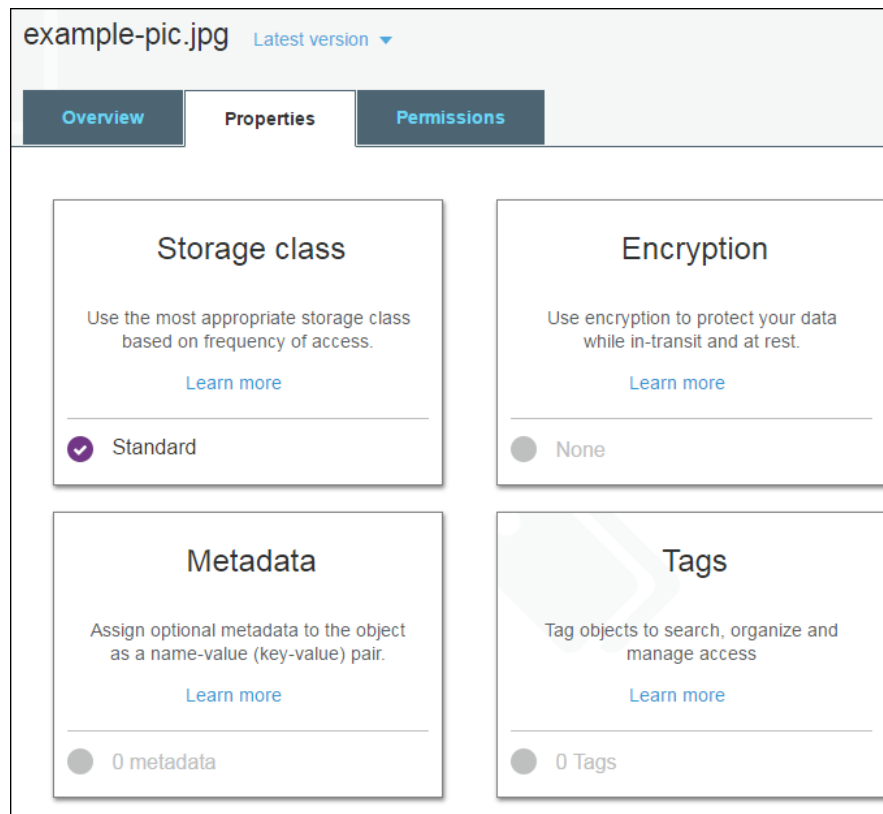 example-pic.jpg Latest version
Overview Properties Permissions
Storage class
Use the most appropriate storage class
based on frequency of access.
Learn more
Standard
Encryption
Use encryption to protect your data
while in-transit and at rest.
Learn more
None
Metadata
Assign optional metadata to the object
as a name-value (key-value) pair.
Learn more
0 metadata
Tags
Tag objects to search, organize and
manage access
Learn more
0 Tags